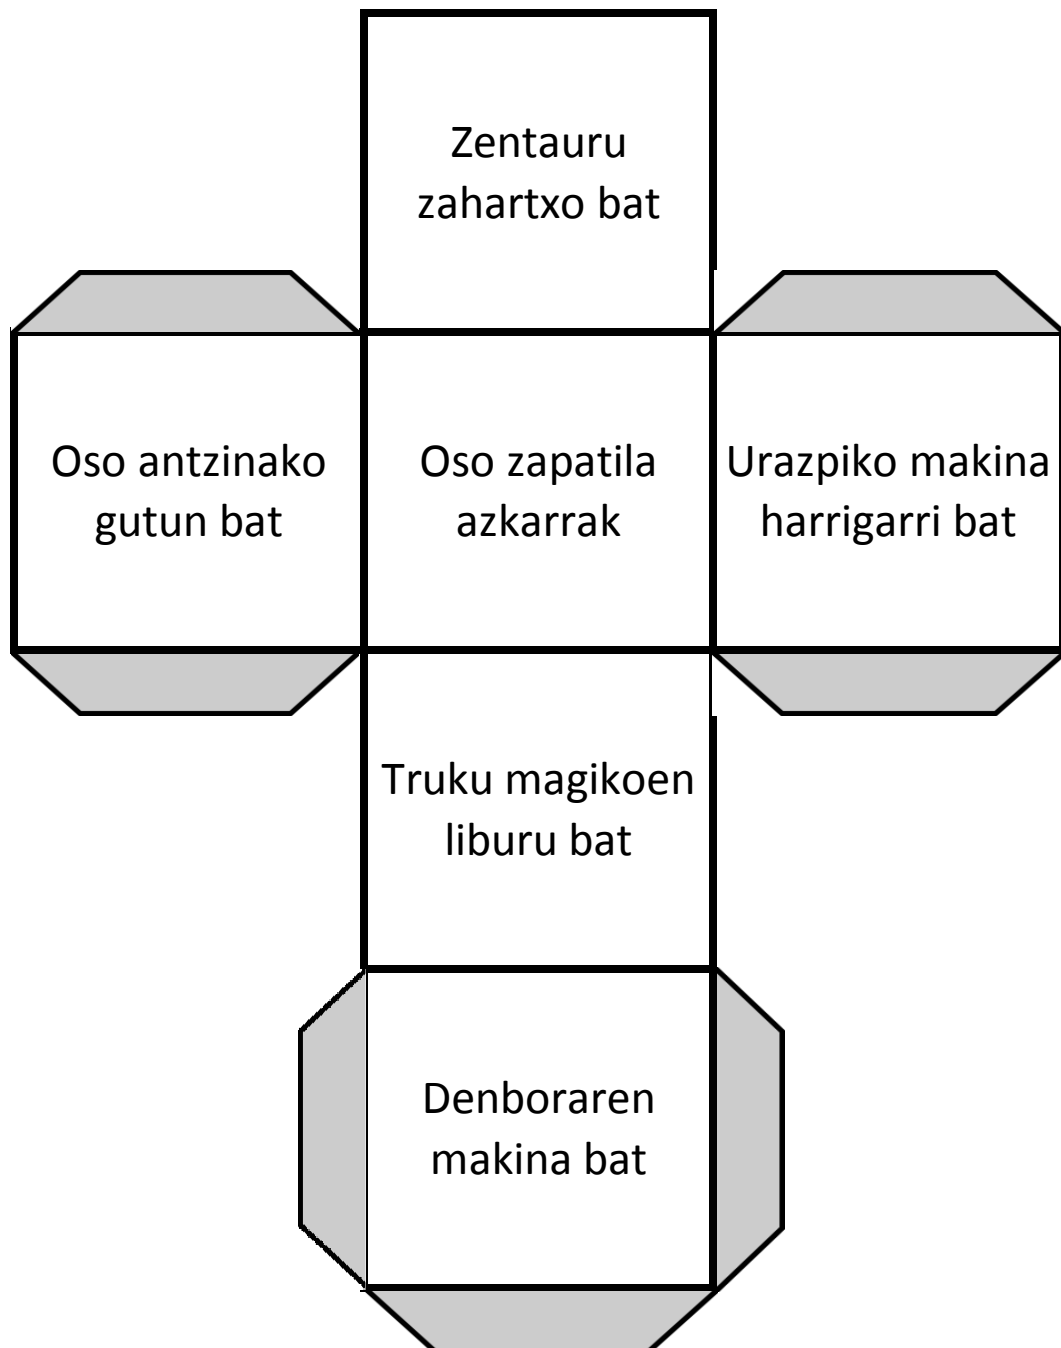 Zentauru
zahartxo bat
Oso antzinako
gutun bat
Oso zapatila
azkarrak
Urazpiko makina
harrigarri bat
Truku magikoen
liburu bat
Denboraren
makina bat